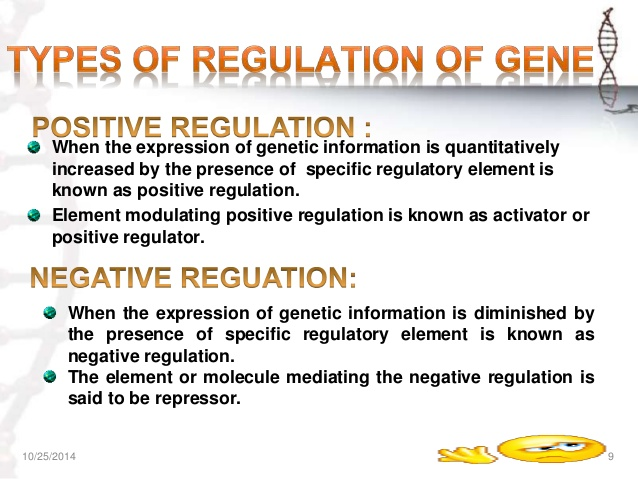 TYPES OF REGULATION OF GENE
POSITIVE REGULATION :
When the expression of genetic information is quantitatively
increased by the presence of specific regulatory element is
known as positive regulation.
Element modulating positive regulation is known as activator or
positive regulator.
NEGATIVE REGUATION:
When the expression of genetic information is diminished by
the presence of specific regulatory element is known as
negative regulation.
The element or molecule mediating the negative regulation is
said to be repressor.
10/25/2014
9